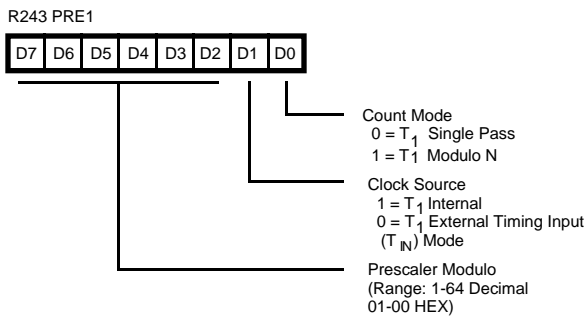 R243 PRE1
D7 D6 D5 D4 D3 D2 D1 D0
Count Mode
0 = T1 Single Pass
1 = T1 Modulo N
Clock Source
1 = T1 Internal
0 = T1 External Timing Input
(TIN) Mode
Prescaler Modulo
(Range: 1-64 Decimal
01-00 HEX)